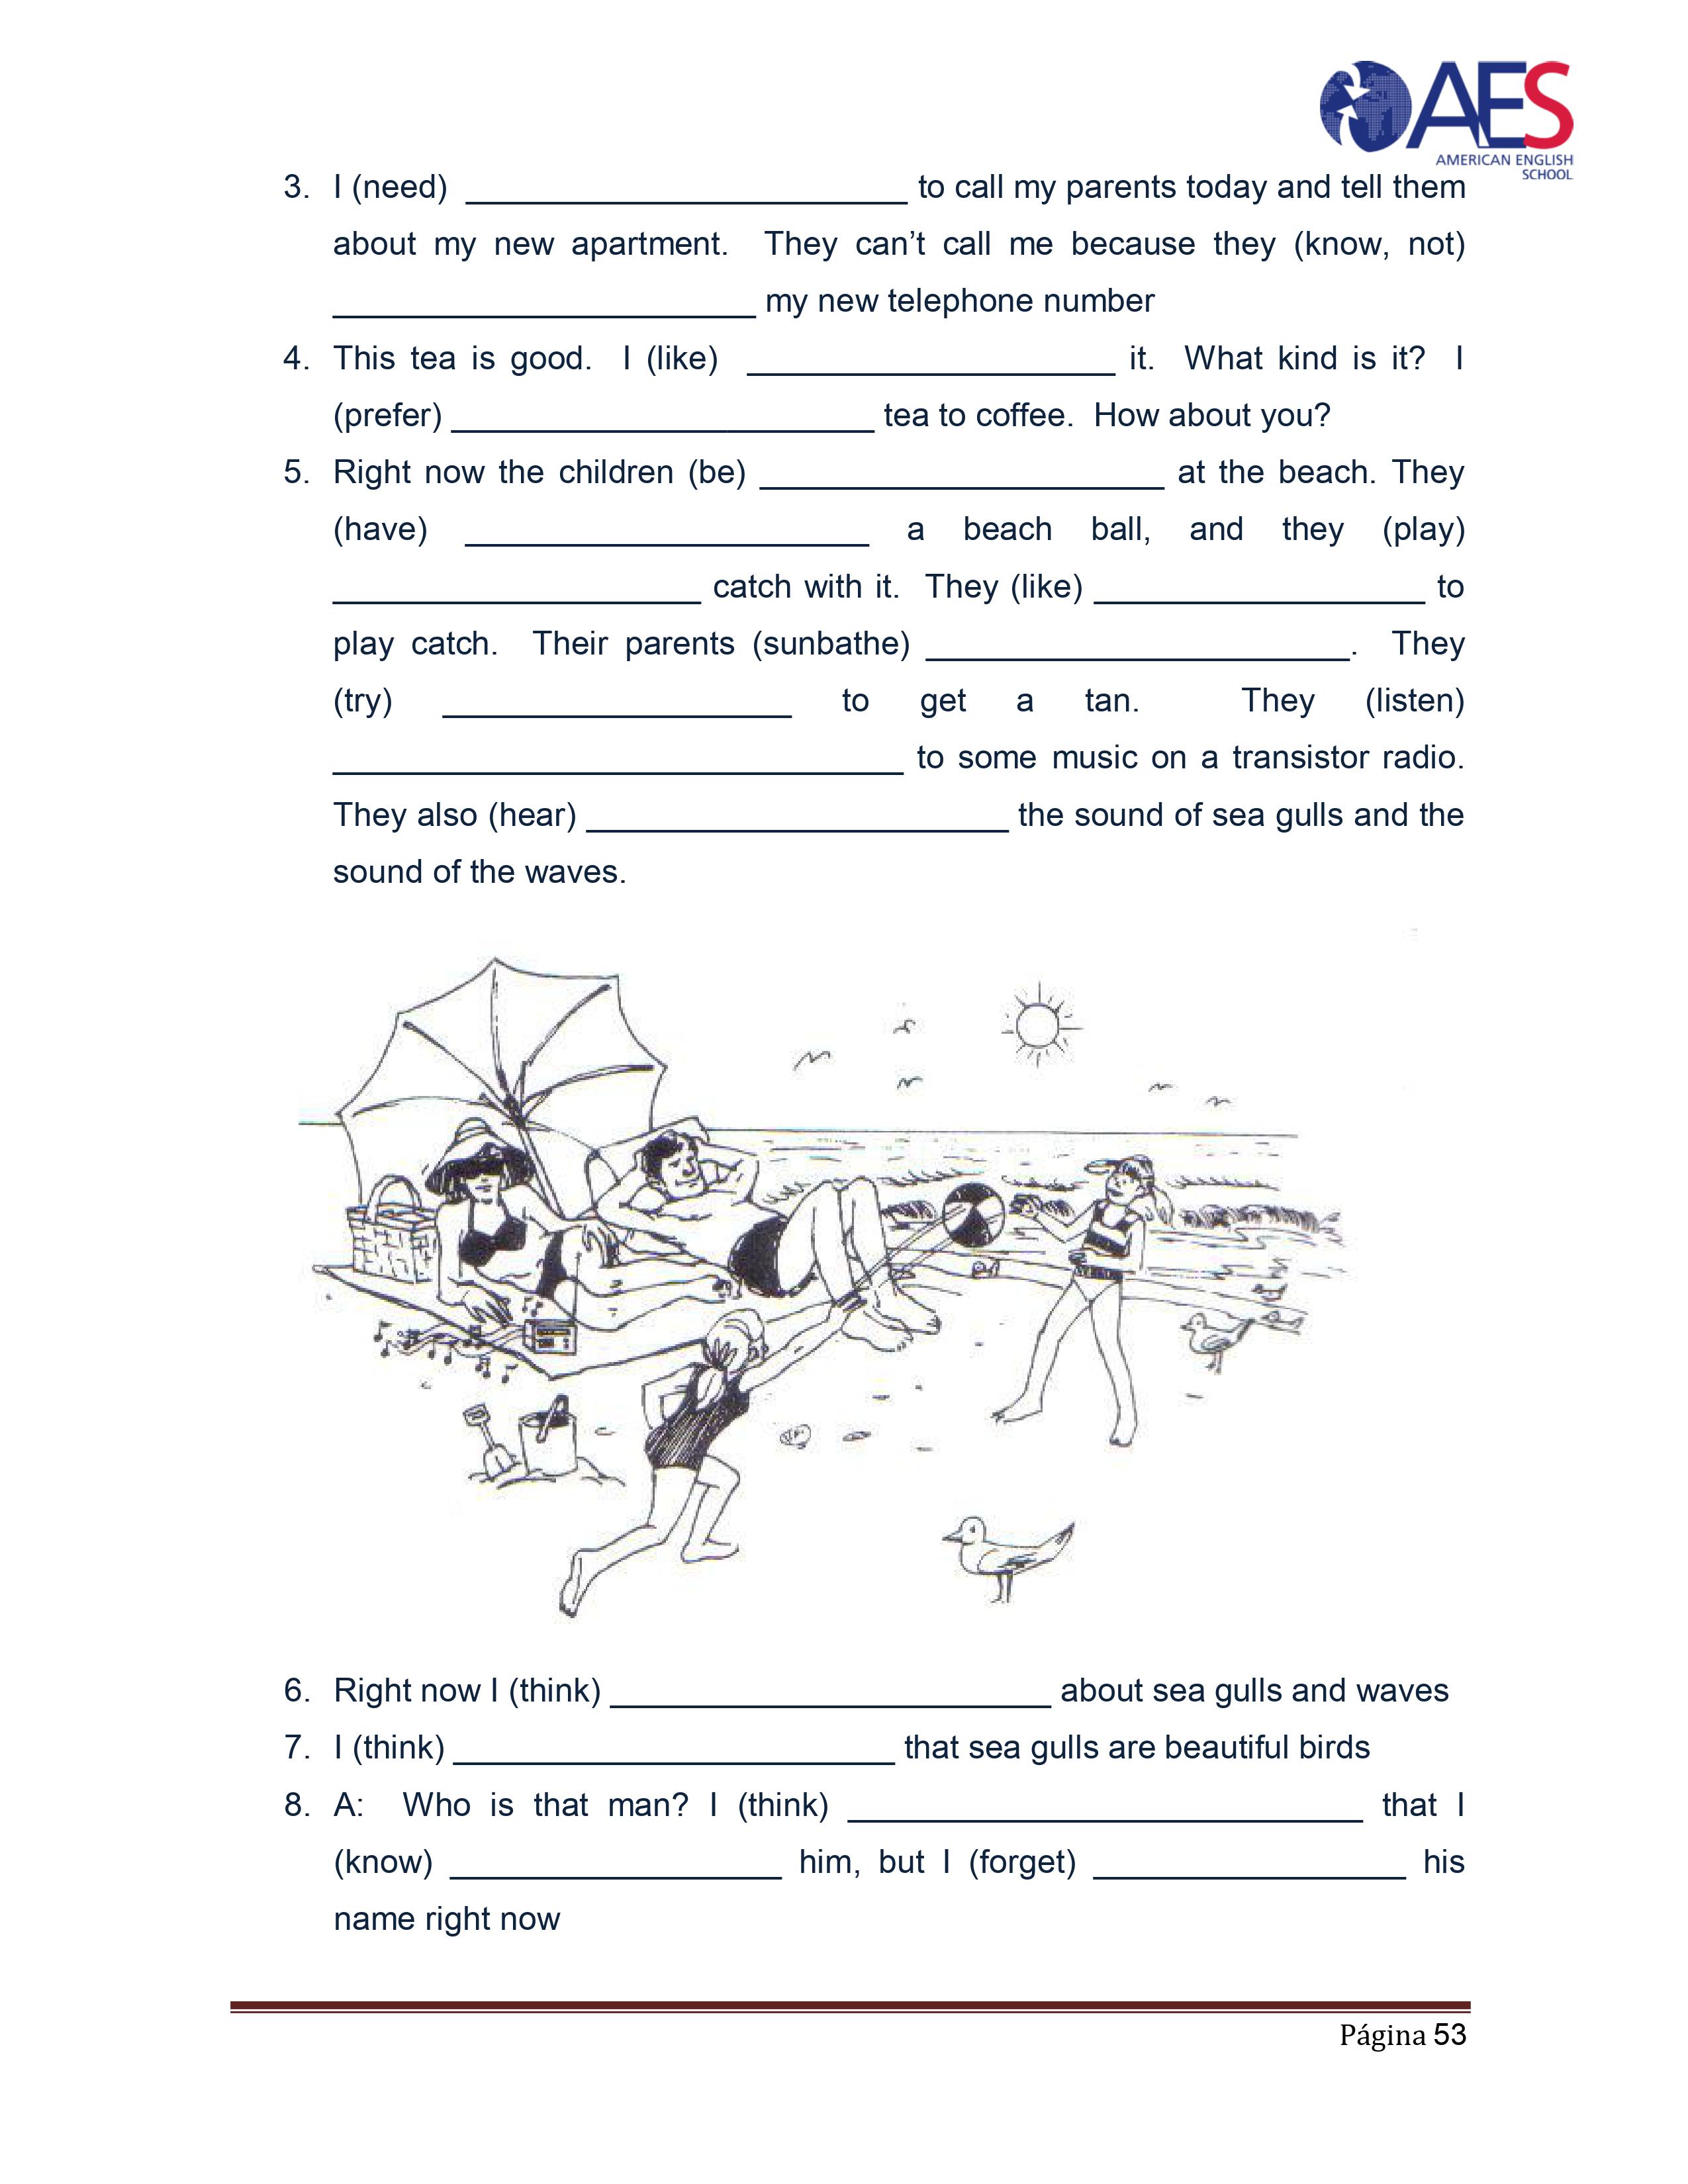 AES
AMERICAN ENGLISH
SCHOOL
3. I (need) ________________________ to call my parents today and tell them
about my new apartment. They can’t call me because they (know, not)
_______________________ my new telephone number
4. This tea is good. I (like) ____________________ it. What kind is it? I
(prefer) _______________________ tea to coffee. How about you?
5. Right now the children (be) ______________________ at the beach. They
(have) ______________________ a beach ball, and they (play)
____________________ catch with it. They (like) __________________ to
play catch. Their parents (sunbathe) _______________________. They
(try) ___________________ to get a tan. They (listen)
_______________________________ to some music on a transistor radio.
They also (hear) _______________________ the sound of sea gulls and the
sound of the waves.
6. Right now I (think) ________________________ about sea gulls and waves
7. I (think) ________________________ that sea gulls are beautiful birds
8. A: Who is that man? I (think) ____________________________ that I
(know) __________________ him, but I (forget) _________________ his
name right now
Página 53